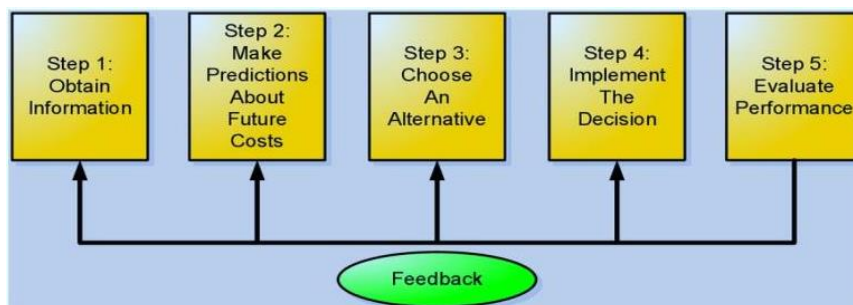 Step 1:
Obtain
Information
Step 2:
Make
Predictions
About
Future
Costs
Step 3:
Choose
An
Alternative
Step 4:
Implement
The
Decision
Step 5:
Evaluate
Performance
Feedback